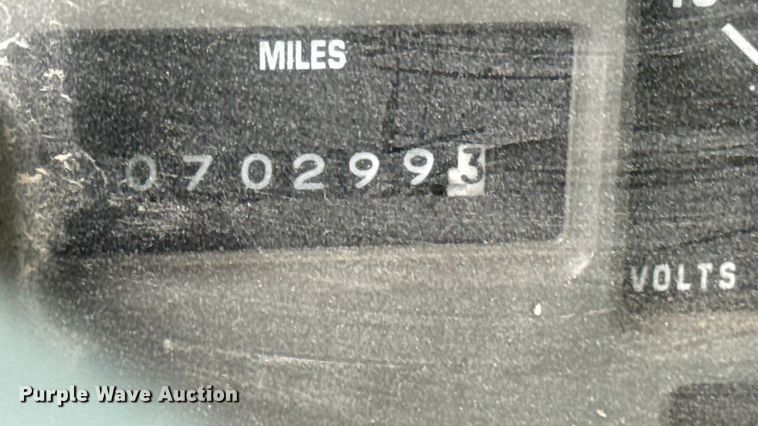 MILES
0702993
VOLTS
Purple Wave Auction